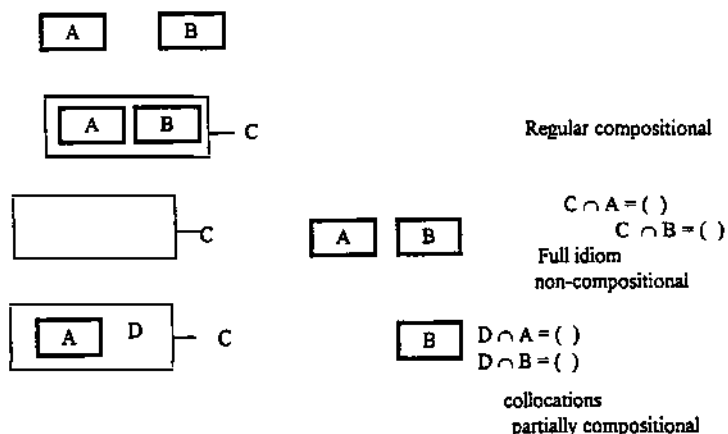 A B
A B C Regular compositional
C ∩ A = ( )
C A B C ∩ B = ( )
Full idiom
non-compositional
A D C B D ∩ A = ( )
D ∩ B = ( )
collocations
partially compositional